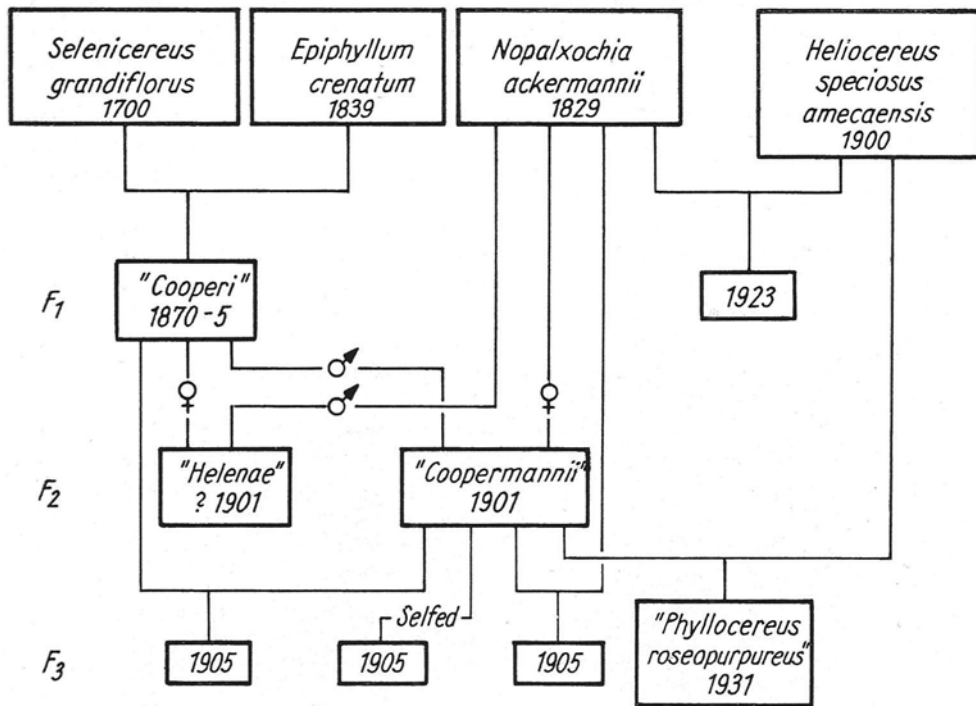 Selenicereus
grandiflorus
1700
Epiphyllum
crenatum
1839
Nopalxochia
ackermannii
1829
Heliocereus
speciosus
amecaensis
1900
F1
"Cooperi"
1870-5
1923
F2
"Helenae"
? 1901
"Coopermannii"
1901
Selfed
F3
1905
1905
1905
"Phyllocereus
roseopurpureus"
1931